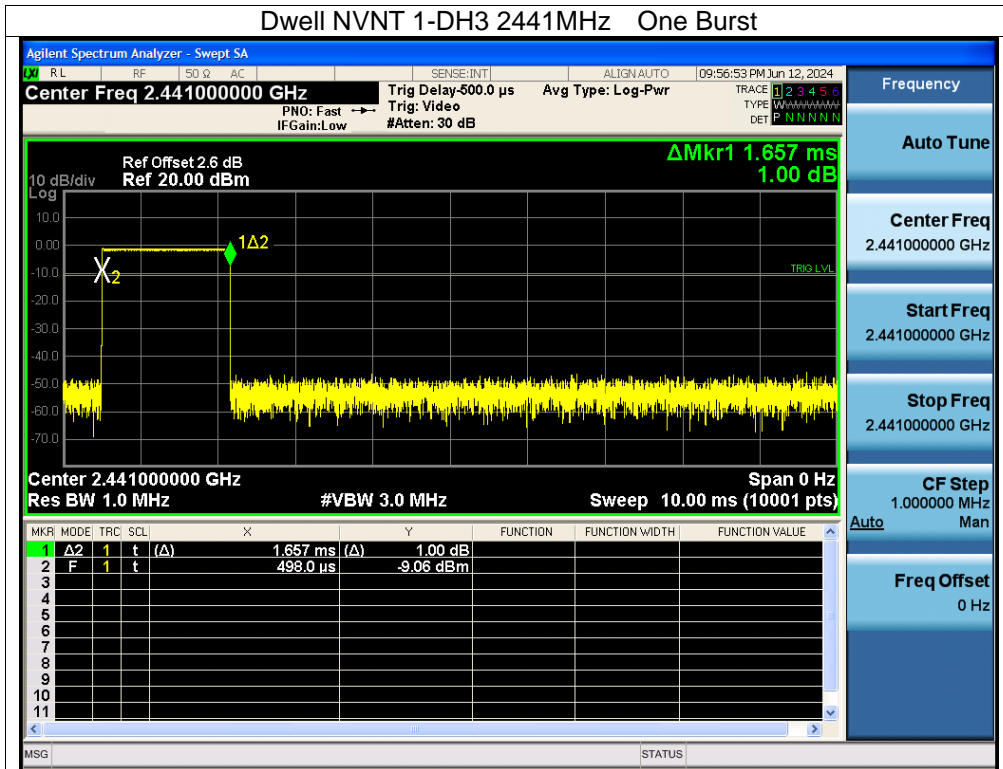 Dwell NVNT 1-DH3 2441MHz One Burst
Agilent Spectrum Analyzer - Swept SA
LXI RL RF 50 Ω AC SENSE:INT ALIGN AUTO 09:56:53 PM Jun 12, 2024
Center Freq 2.441000000 GHz
PNO: Fast
IFGain:Low
Trig Delay-500.0 µs
Trig: Video
#Atten: 30 dB
Avg Type: Log-Pwr
TRACE 1 2 3 4 5 6
TYPE WWWWWW
DET P N N N N N
ΔMkr1 1.657 ms
1.00 dB
Ref Offset 2.6 dB
10 dB/div Ref 20.00 dBm
Log
10.0
0.00
-10.0
-20.0
-30.0
-40.0
-50.0
-60.0
-70.0
1Δ2
2
TRIG LVL
Center 2.441000000 GHz Span 0 Hz
Res BW 1.0 MHz #VBW 3.0 MHz Sweep 10.00 ms (10001 pts)
MKR MODE TRC SCL X Y FUNCTION FUNCTION WIDTH FUNCTION VALUE
1 Δ2 1 t (Δ) 1.657 ms (Δ) 1.00 dB
2 F 1 t 498.0 µs -9.06 dBm
3
4
5
6
7
8
9
10
11
MSG STATUS
Frequency
Auto Tune
Center Freq
2.441000000 GHz
Start Freq
2.441000000 GHz
Stop Freq
2.441000000 GHz
CF Step
1.000000 MHz
Auto Man
Freq Offset
0 Hz